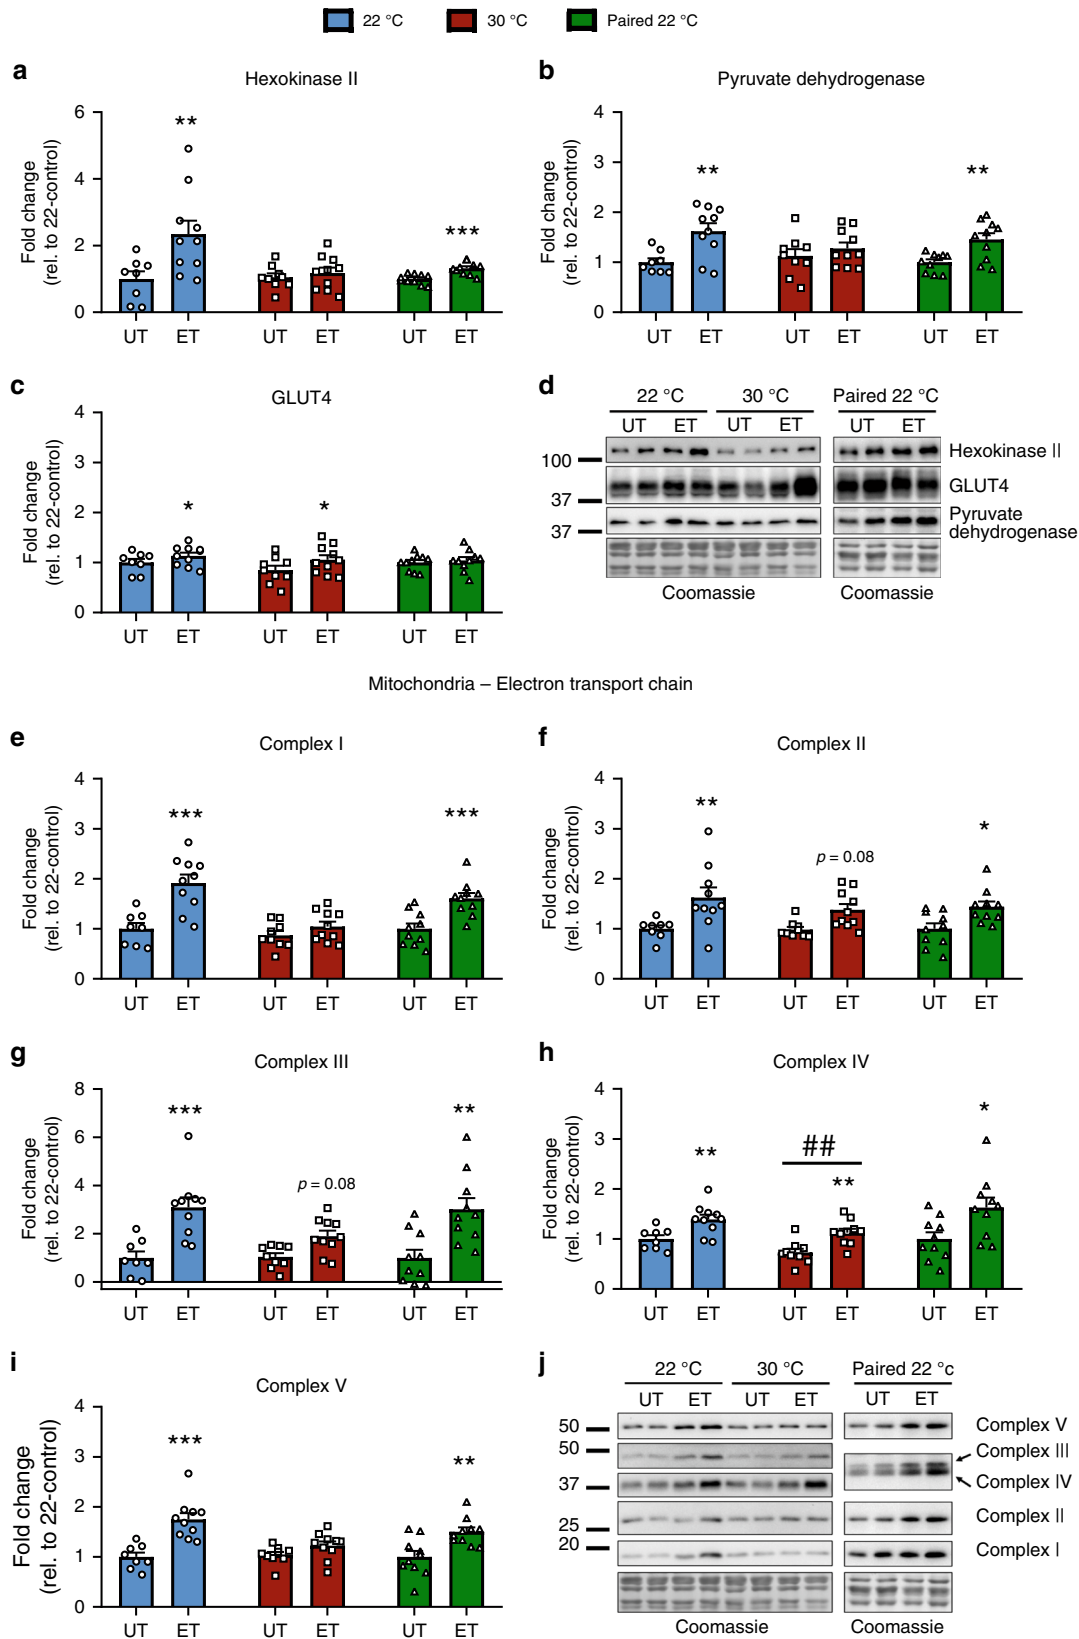 22 °C
30 °C
Paired 22 °C
a
Hexokinase II
Fold change
(rel. to 22-control)
6
4
2
0
**
***
UT
ET
UT
ET
UT
ET
b
Pyruvate dehydrogenase
Fold change
(rel. to 22-control)
4
3
2
1
0
**
**
UT
ET
UT
ET
UT
ET
c
GLUT4
Fold change
(rel. to 22-control)
4
3
2
1
0
*
*
UT
ET
UT
ET
UT
ET
d
22 °C
30 °C
Paired 22 °C
UT
ET
UT
ET
UT
ET
100
37
37
Hexokinase II
GLUT4
Pyruvate
dehydrogenase
Coomassie
Coomassie
Mitochondria – Electron transport chain
e
Complex I
Fold change
(rel. to 22-control)
4
3
2
1
0
***
***
UT
ET
UT
ET
UT
ET
f
Complex II
Fold change
(rel. to 22-control)
4
3
2
1
0
**
p = 0.08
*
UT
ET
UT
ET
UT
ET
g
Complex III
Fold change
(rel. to 22-control)
8
6
4
2
0
***
p = 0.08
**
UT
ET
UT
ET
UT
ET
h
Complex IV
Fold change
(rel. to 22-control)
4
3
2
1
0
**
##
**
*
UT
ET
UT
ET
UT
ET
i
Complex V
Fold change
(rel. to 22-control)
4
3
2
1
0
***
**
UT
ET
UT
ET
UT
ET
j
22 °C
30 °C
Paired 22 °c
UT
ET
UT
ET
UT
ET
50
50
37
25
20
Complex V
Complex III
Complex IV
Complex II
Complex I
Coomassie
Coomassie